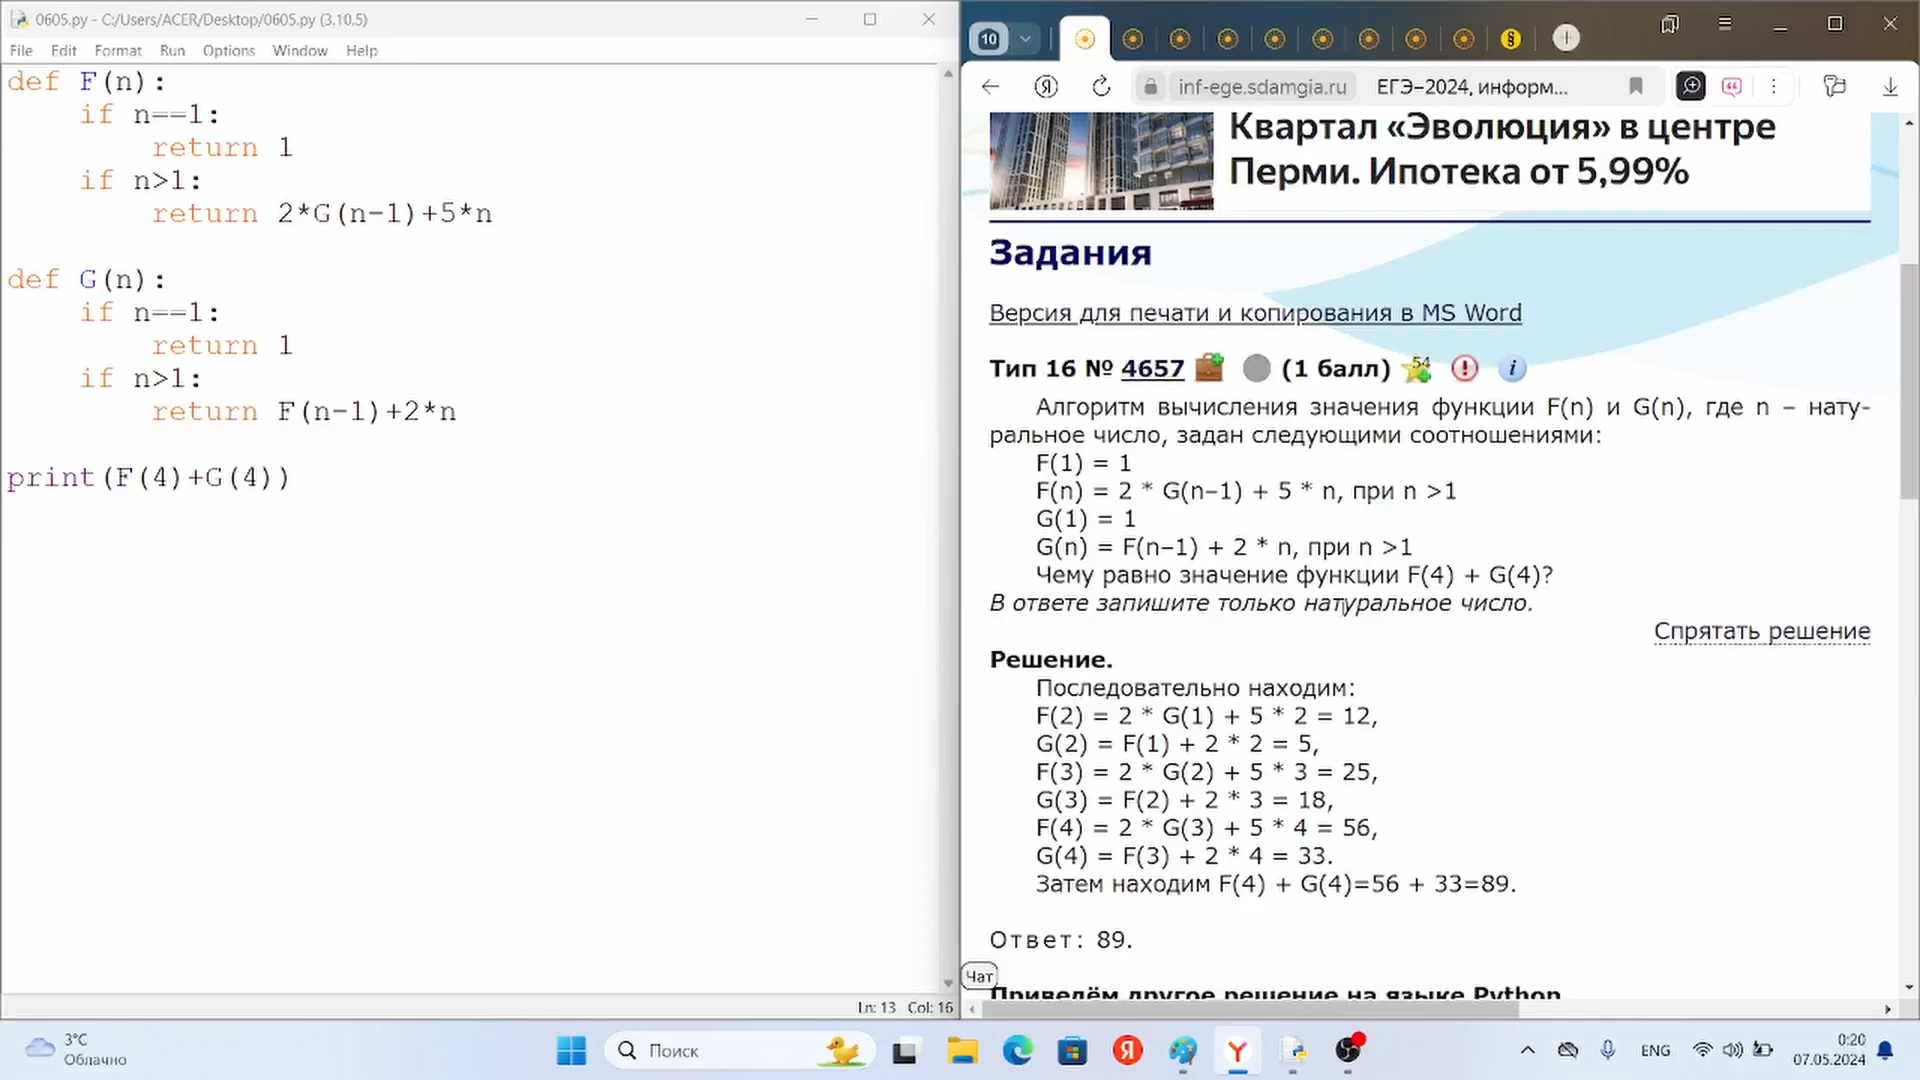 0605.py - C:/Users/ACER/Desktop/0605.py (3.10.5)
File Edit Format Run Options Window Help
def F(n):
    if n==1:
        return 1
    if n>1:
        return 2*G(n-1)+5*n
def G(n):
    if n==1:
        return 1
    if n>1:
        return F(n-1)+2*n
print(F(4)+G(4))
Ln: 13 Col: 16
10
inf-ege.sdamgia.ru ЕГЭ–2024, информ...
Квартал «Эволюция» в центре
Перми. Ипотека от 5,99%
Задания
Версия для печати и копирования в MS Word
Тип 16 № 4657 (1 балл) 54 i
Алгоритм вычисления значения функции F(n) и G(n), где n – нату-
ральное число, задан следующими соотношениями:
F(1) = 1
F(n) = 2 * G(n–1) + 5 * n, при n >1
G(1) = 1
G(n) = F(n–1) + 2 * n, при n >1
Чему равно значение функции F(4) + G(4)?
В ответе запишите только натуральное число.
Спрятать решение
Решение.
Последовательно находим:
F(2) = 2 * G(1) + 5 * 2 = 12,
G(2) = F(1) + 2 * 2 = 5,
F(3) = 2 * G(2) + 5 * 3 = 25,
G(3) = F(2) + 2 * 3 = 18,
F(4) = 2 * G(3) + 5 * 4 = 56,
G(4) = F(3) + 2 * 4 = 33.
Затем находим F(4) + G(4)=56 + 33=89.
Ответ: 89.
Чат
Приведём другое решение на языке Python
3°C
Облачно
Поиск
ENG
0:20
07.05.2024